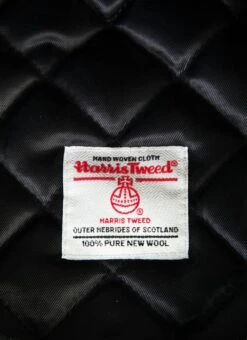 HAND WOVEN CLOTH
Harris Tweed®
HARRIS TWEED
OUTER HEBRIDES OF SCOTLAND
100% PURE NEW WOOL